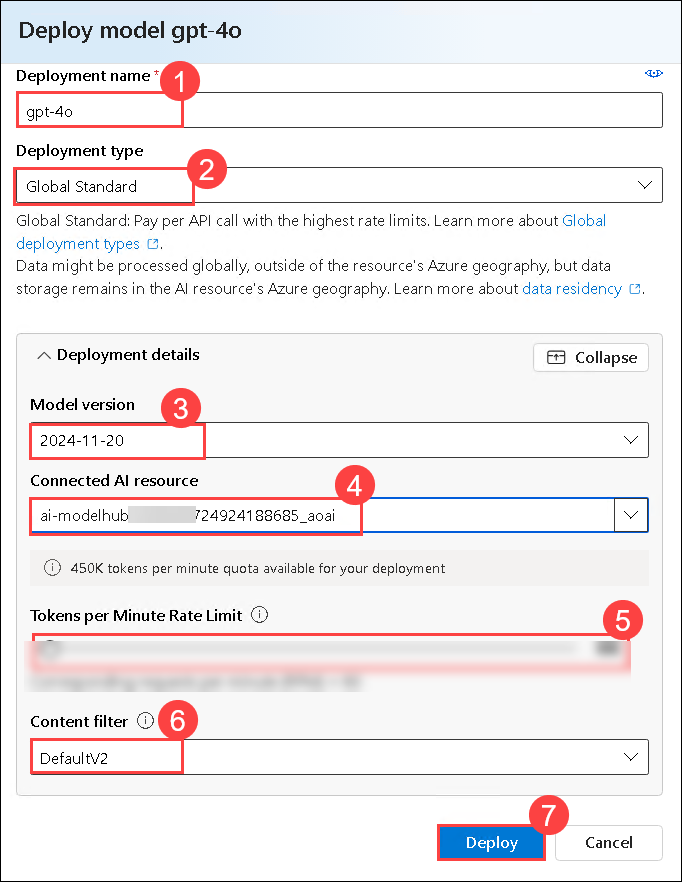 Deploy model gpt-4o
Deployment name *
1
gpt-4o
Deployment type
2
Global Standard
Global Standard: Pay per API call with the highest rate limits. Learn more about Global
deployment types.
Data might be processed globally, outside of the resource's Azure geography, but data
storage remains in the AI resource's Azure geography. Learn more about data residency.
Deployment details
Collapse
Model version
3
2024-11-20
Connected AI resource
4
ai-modelhub 724924188685_aoai
450K tokens per minute quota available for your deployment
Tokens per Minute Rate Limit
5
Content filter
6
DefaultV2
7
Deploy
Cancel